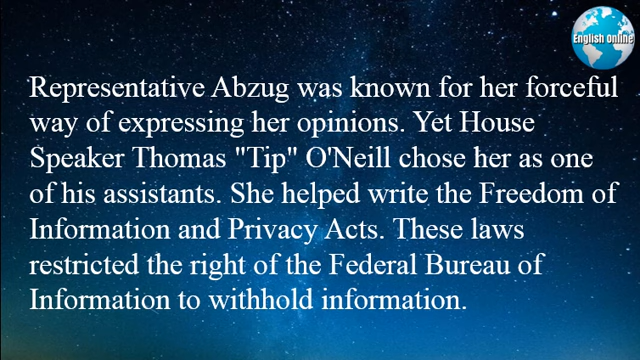 English Online
Representative Abzug was known for her forceful
way of expressing her opinions. Yet House
Speaker Thomas "Tip" O'Neill chose her as one
of his assistants. She helped write the Freedom of
Information and Privacy Acts. These laws
restricted the right of the Federal Bureau of
Information to withhold information.